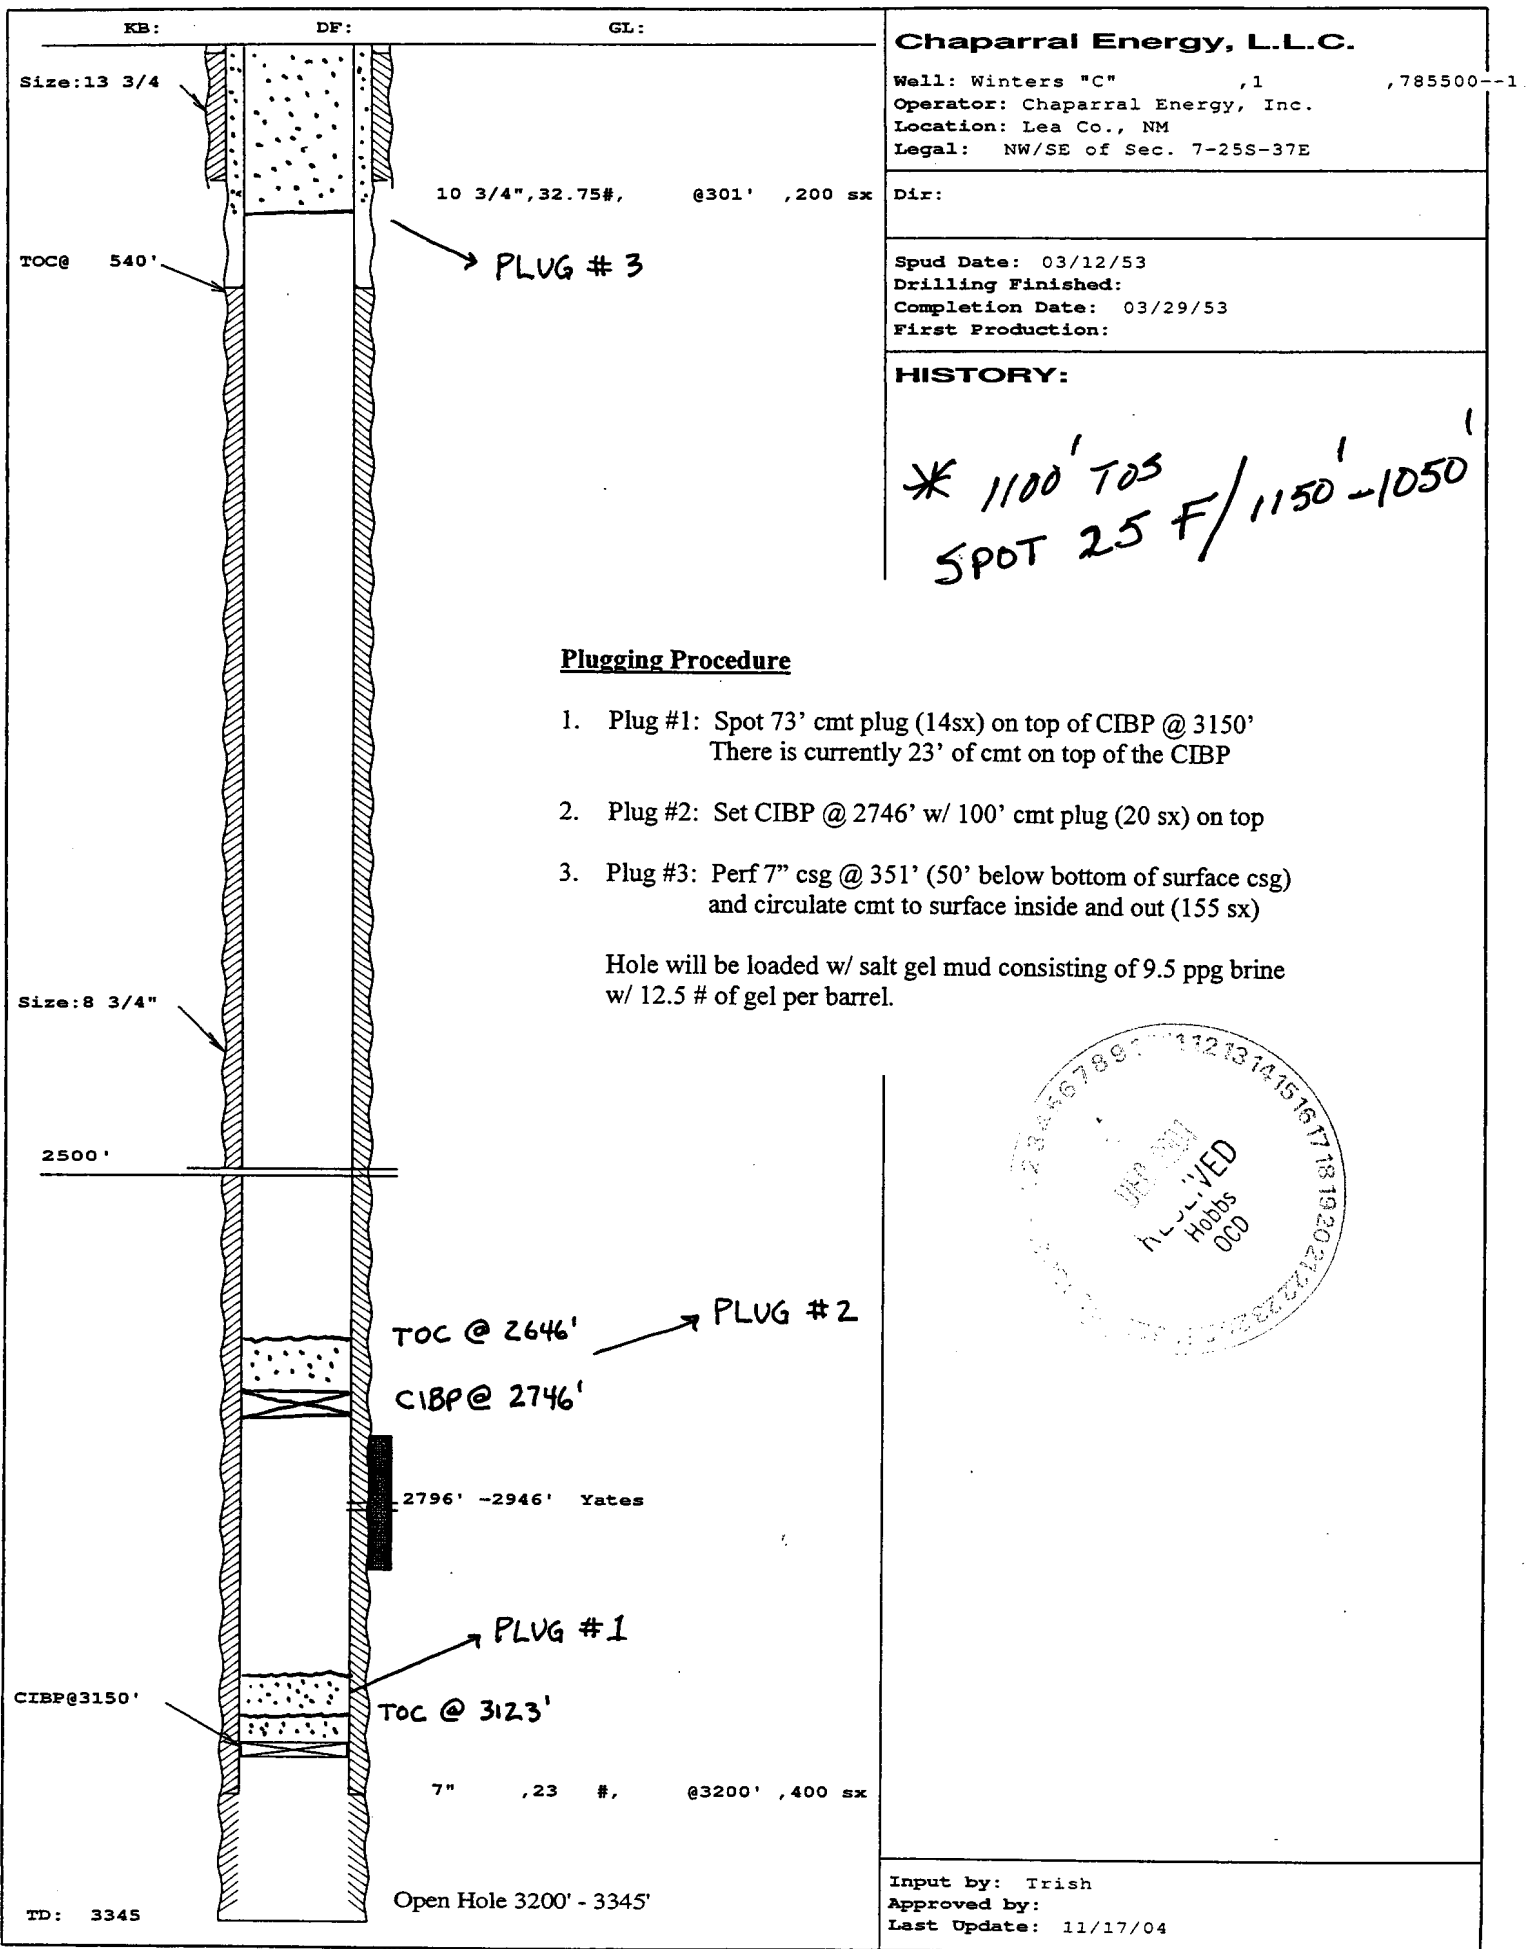 KB: DF: GL:
Size:13 3/4
10 3/4",32.75#, @301' ,200 sx
PLUG # 3
TOC@ 540'
Chaparral Energy, L.L.C.
Well: Winters "C" ,1 ,785500--1
Operator: Chaparral Energy, Inc.
Location: Lea Co., NM
Legal: NW/SE of Sec. 7-25S-37E
Dir:
Spud Date: 03/12/53
Drilling Finished:
Completion Date: 03/29/53
First Production:
HISTORY:
* 1100' TOS
SPOT 25 F/ 1150'-1050'
Plugging Procedure
1. Plug #1: Spot 73' cmt plug (14sx) on top of CIBP @ 3150'
There is currently 23' of cmt on top of the CIBP
2. Plug #2: Set CIBP @ 2746' w/ 100' cmt plug (20 sx) on top
3. Plug #3: Perf 7" csg @ 351' (50' below bottom of surface csg)
and circulate cmt to surface inside and out (155 sx)
Hole will be loaded w/ salt gel mud consisting of 9.5 ppg brine
w/ 12.5 # of gel per barrel.
Size:8 3/4"
2500'
Hobbs
OCD
TOC @ 2646'
PLUG #2
CIBP@ 2746'
2796' -2946' Yates
PLUG #1
CIBP@3150'
TOC @ 3123'
7" ,23 #, @3200' ,400 sx
Open Hole 3200' - 3345'
TD: 3345
Input by: Trish
Approved by:
Last Update: 11/17/04